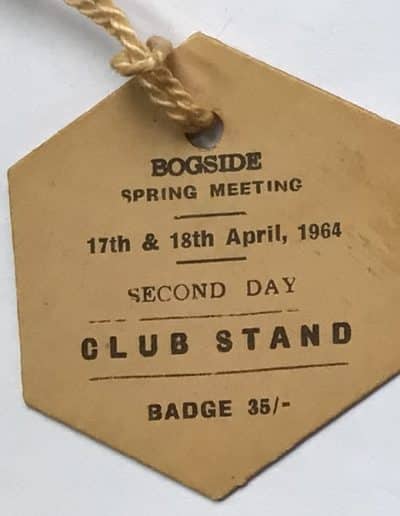 BOGSIDE
SPRING MEETING
17th & 18th April, 1964
SECOND DAY
CLUB STAND
BADGE 35/-